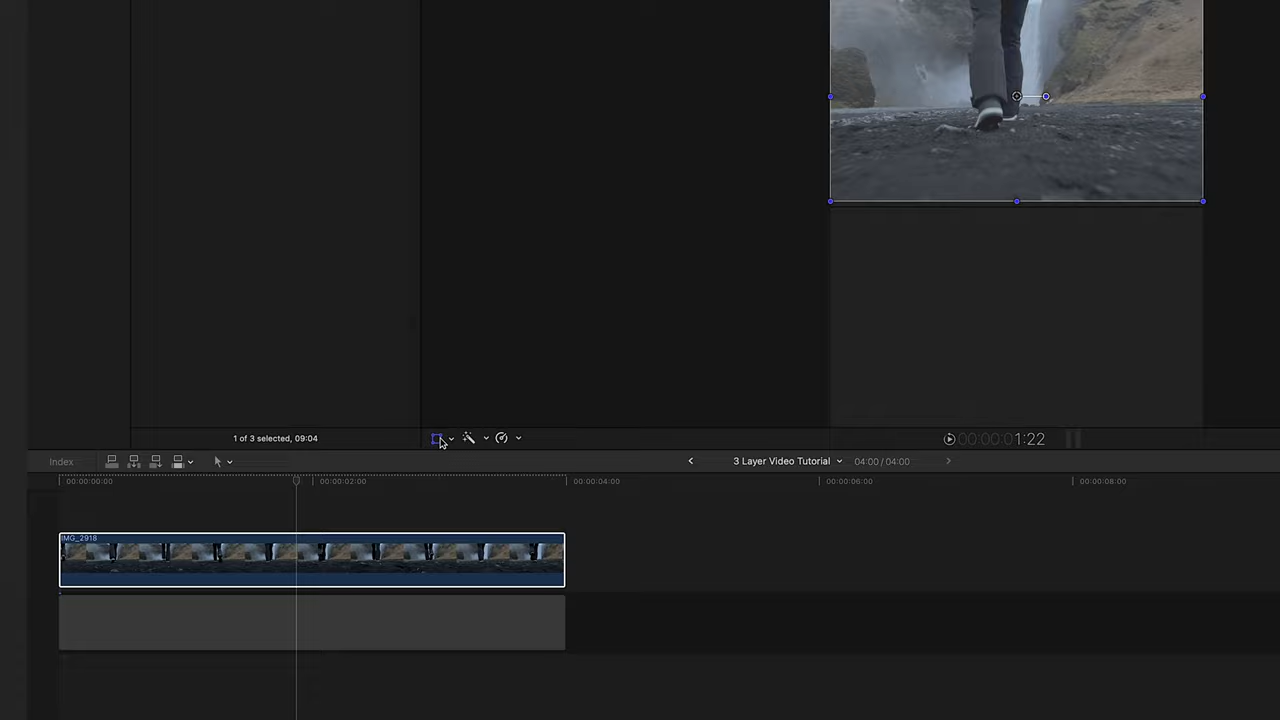 1 of 3 selected, 09:04
00:00:01:22
Index
3 Layer Video Tutorial
04:00 / 04:00
00:00:00:00
00:00:02:00
00:00:04:00
00:00:06:00
00:00:08:00
IMG_2918